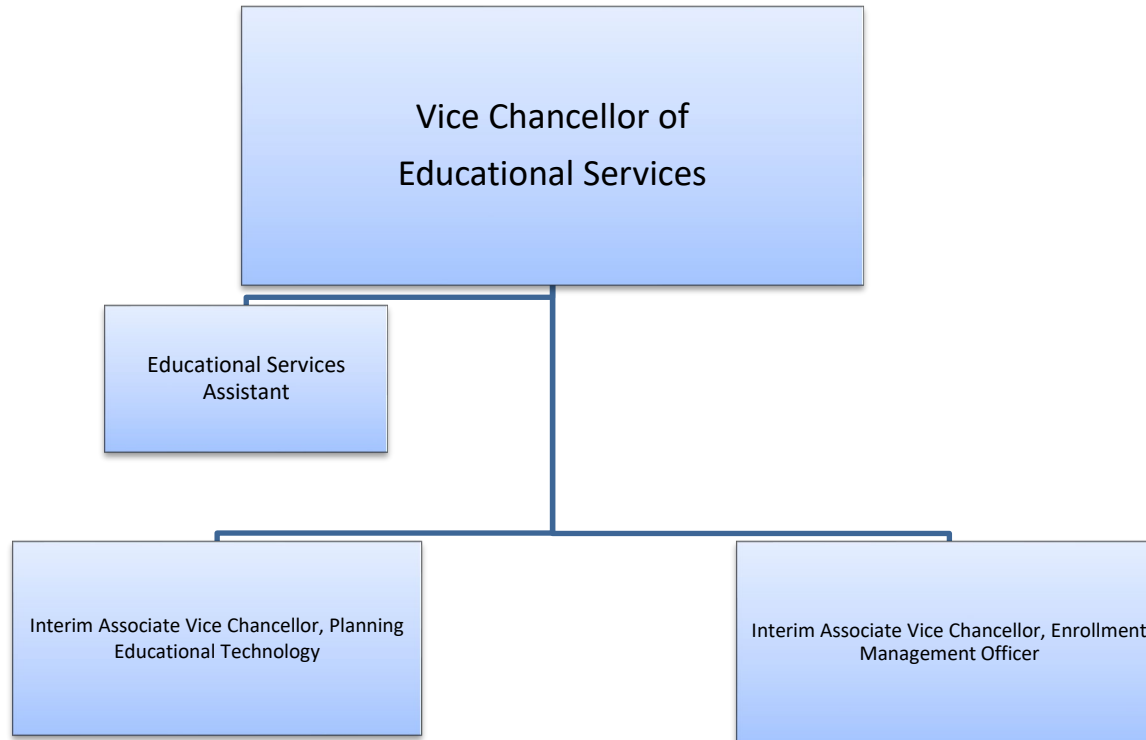 Vice Chancellor of
Educational Services
Educational Services
Assistant
Interim Associate Vice Chancellor, Planning
Educational Technology
Interim Associate Vice Chancellor, Enrollment
Management Officer